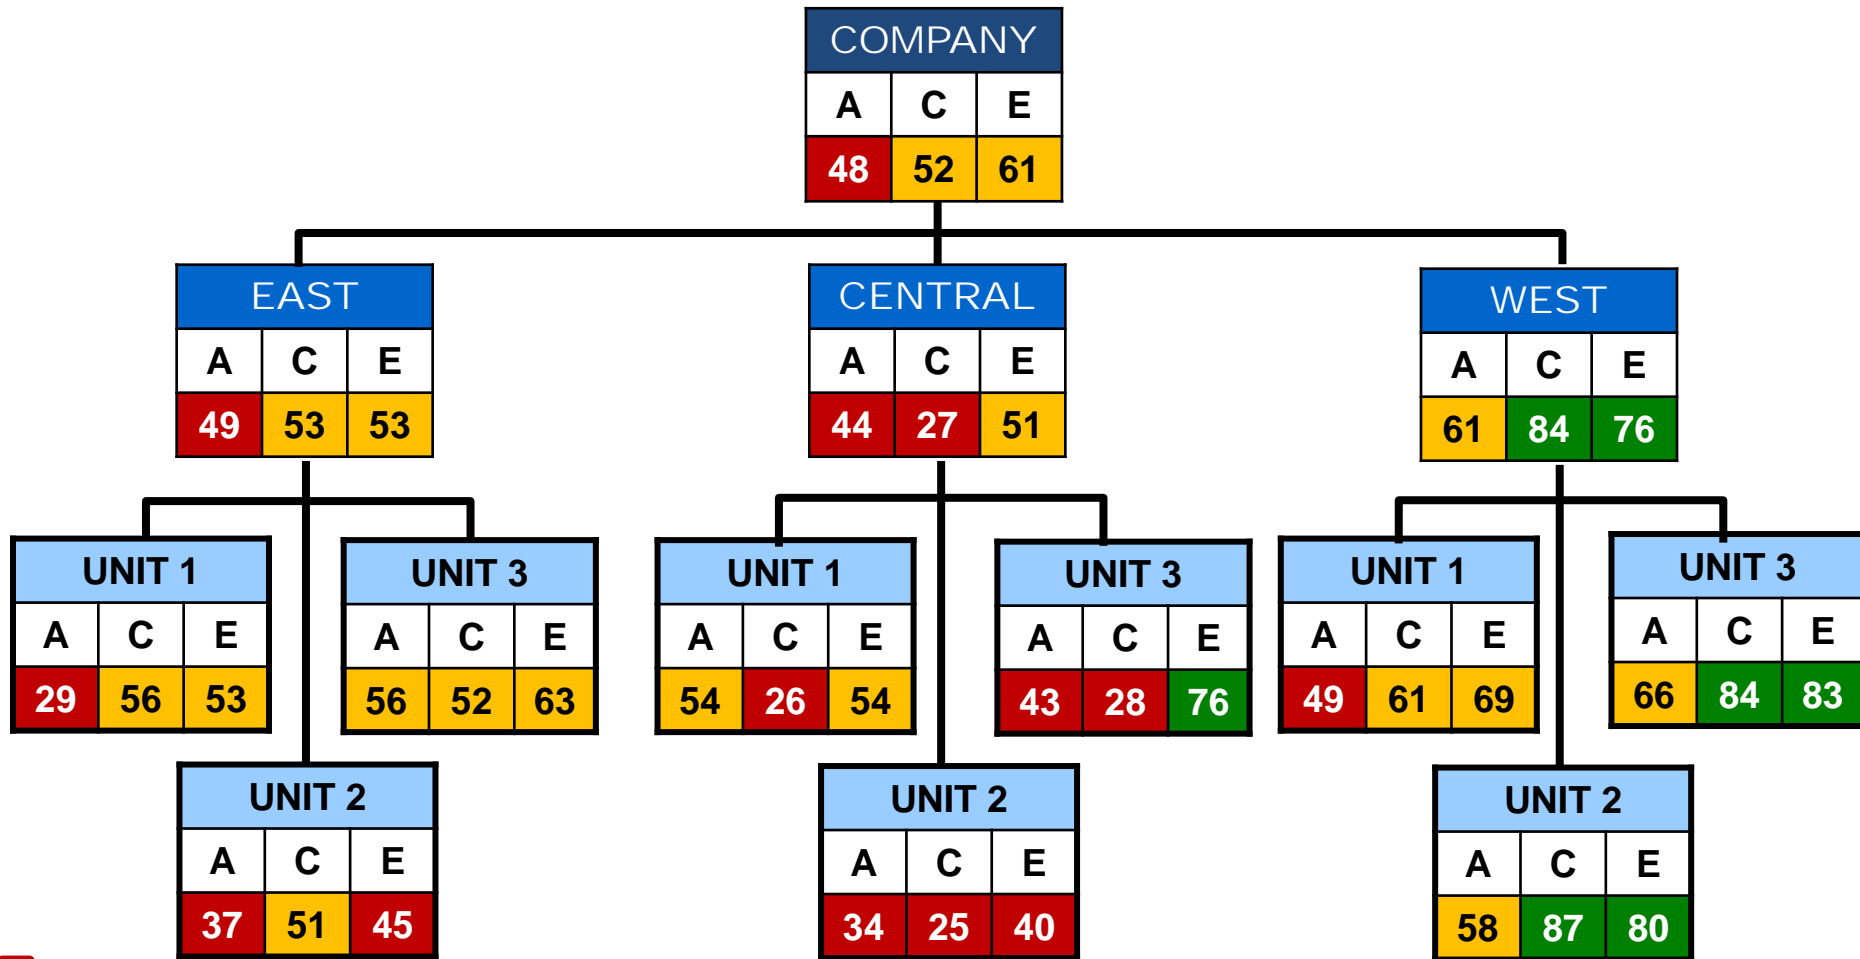 COMPANY
A C E
48 52 61
EAST
A C E
49 53 53
CENTRAL
A C E
44 27 51
WEST
A C E
61 84 76
UNIT 1
A C E
29 56 53
UNIT 3
A C E
56 52 63
UNIT 1
A C E
54 26 54
UNIT 3
A C E
43 28 76
UNIT 1
A C E
49 61 69
UNIT 3
A C E
66 84 83
UNIT 2
A C E
37 51 45
UNIT 2
A C E
34 25 40
UNIT 2
A C E
58 87 80